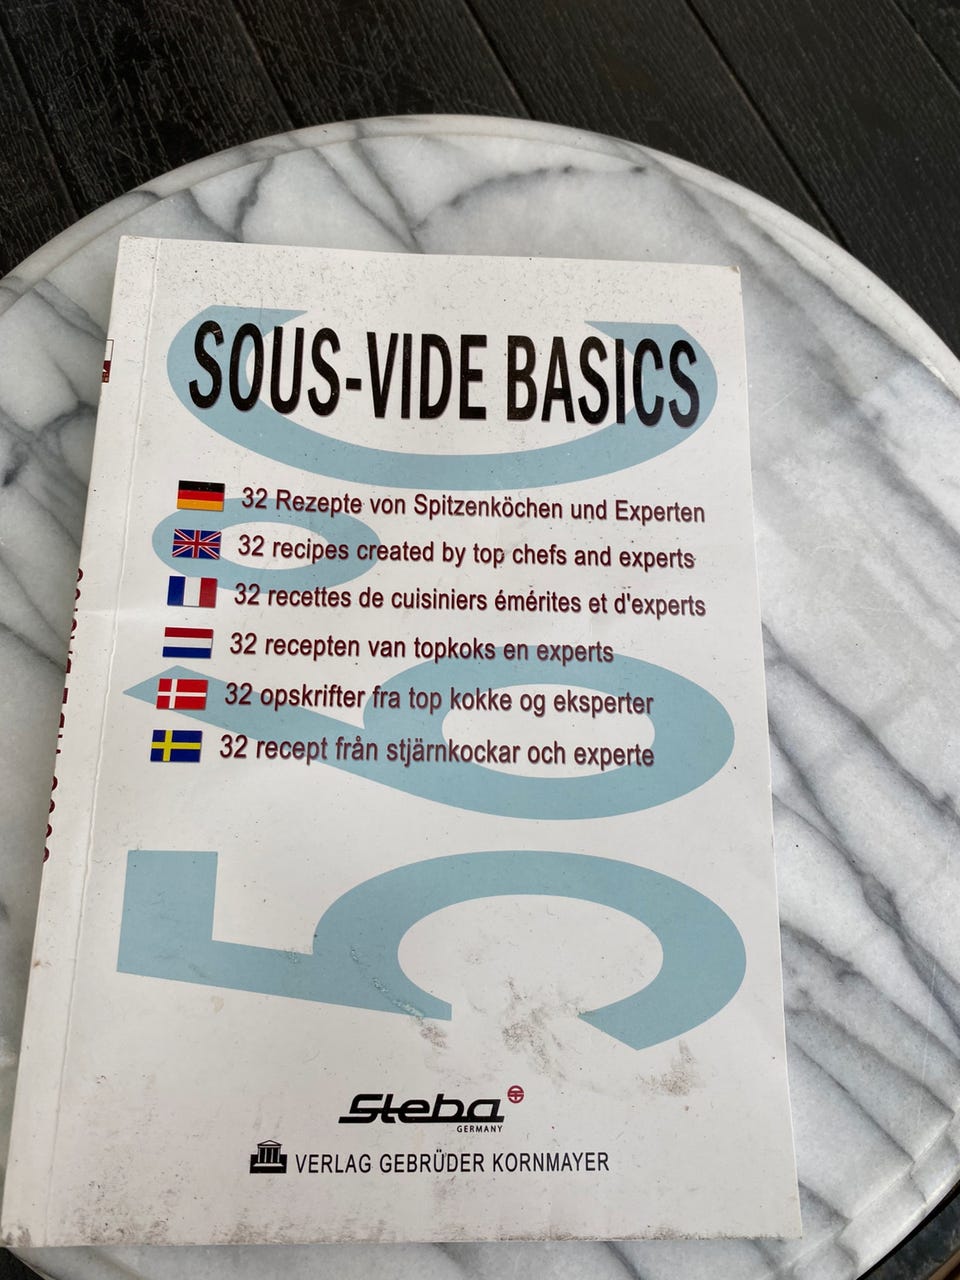 SOUS-VIDE BASICS
32 Rezepte von Spitzenköchen und Experten
32 recipes created by top chefs and experts
32 recettes de cuisiniers émérites et d'experts
32 recepten van topkoks en experts
32 opskrifter fra top kokke og eksperter
32 recept från stjärnkockar och experte
56°C
Steba
GERMANY
VERLAG GEBRÜDER KORNMAYER